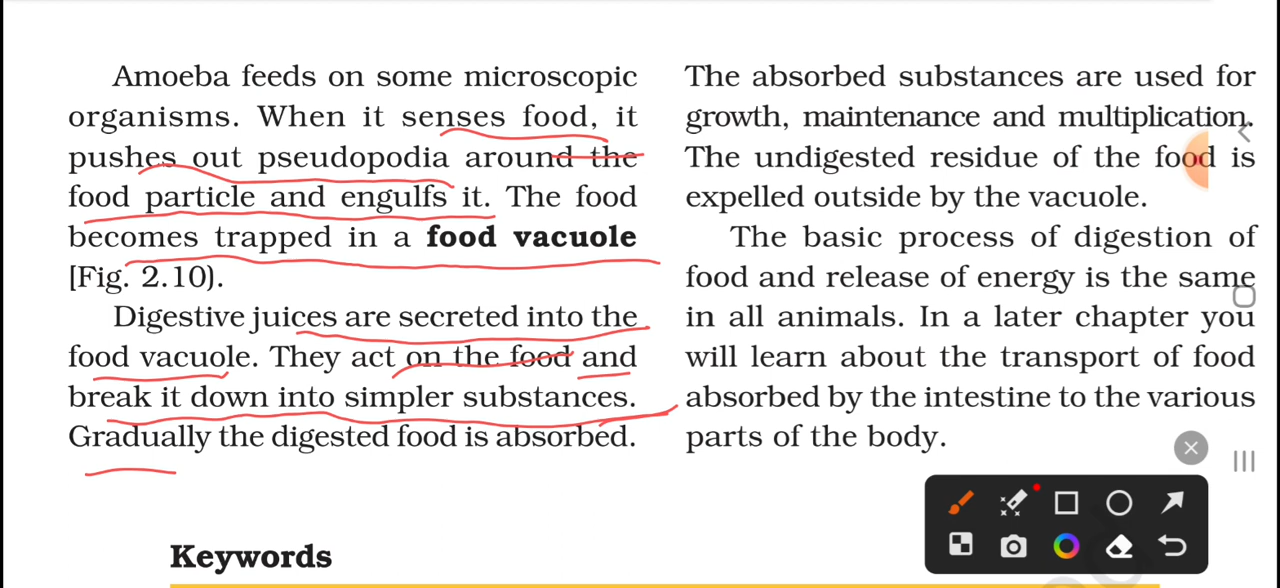 Amoeba feeds on some microscopic
organisms. When it senses food, it
pushes out pseudopodia around the
food particle and engulfs it. The food
becomes trapped in a food vacuole
[Fig. 2.10).
Digestive juices are secreted into the
food vacuole. They act on the food and
break it down into simpler substances.
Gradually the digested food is absorbed.
The absorbed substances are used for
growth, maintenance and multiplication.
The undigested residue of the food is
expelled outside by the vacuole.
The basic process of digestion of
food and release of energy is the same
in all animals. In a later chapter you
will learn about the transport of food
absorbed by the intestine to the various
parts of the body.
Keywords